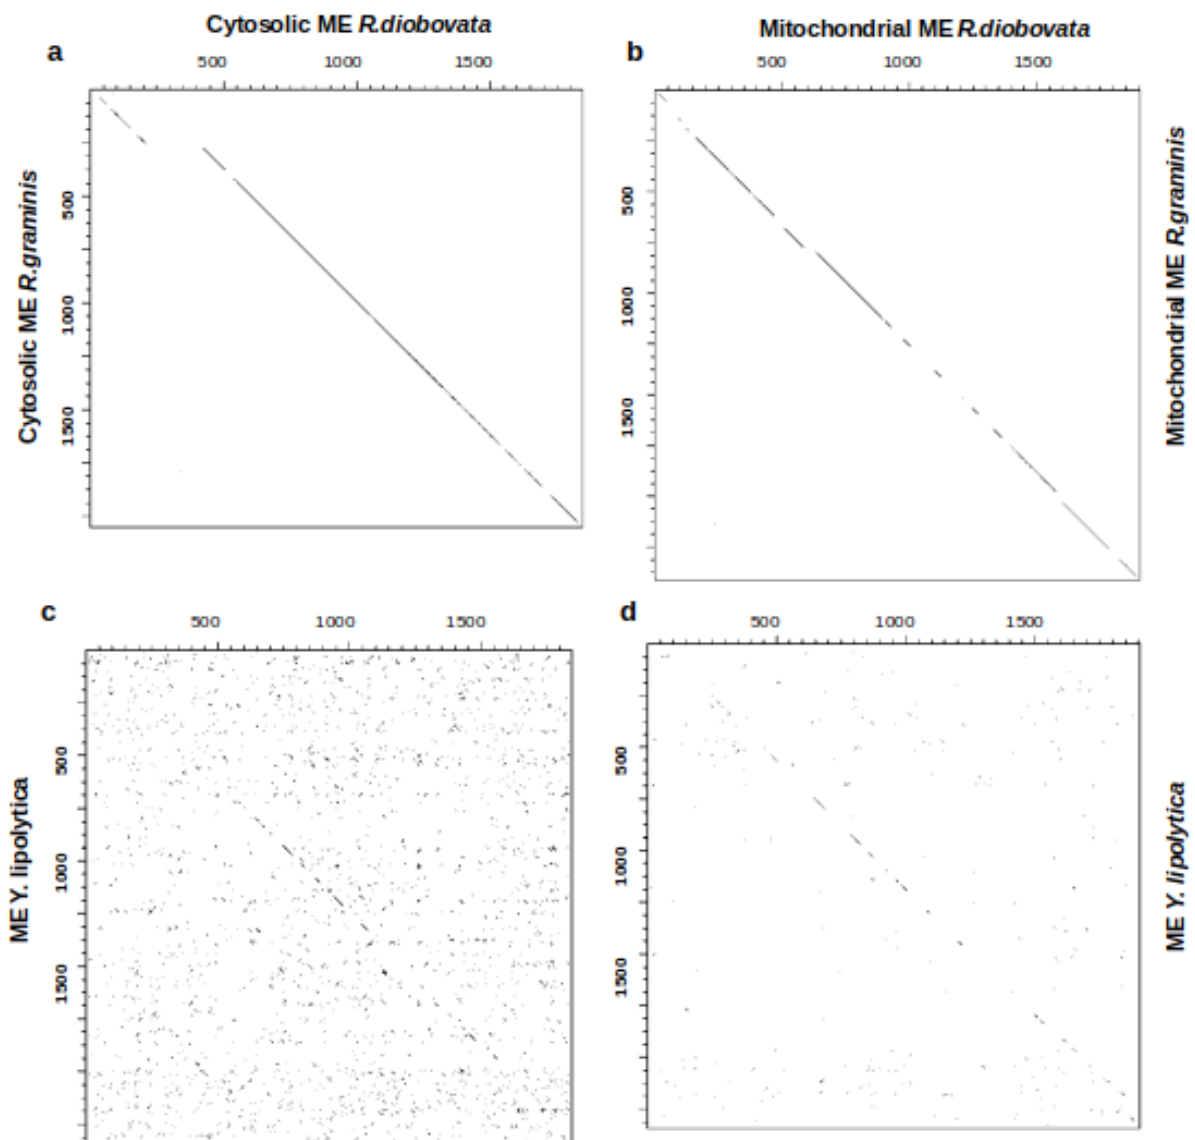 Cytosolic ME R.diobovata
Mitochondrial ME R.diobovata
a
500 1000 1500
b
500 1000 1500
Cytosolic ME R.graminis
500
1000
1500
500
1000
1500
Mitochondrial ME R.graminis
c
500 1000 1500
d
500 1000 1500
ME Y. lipolytica
500
1000
1500
500
1000
1500
ME Y. lipolytica